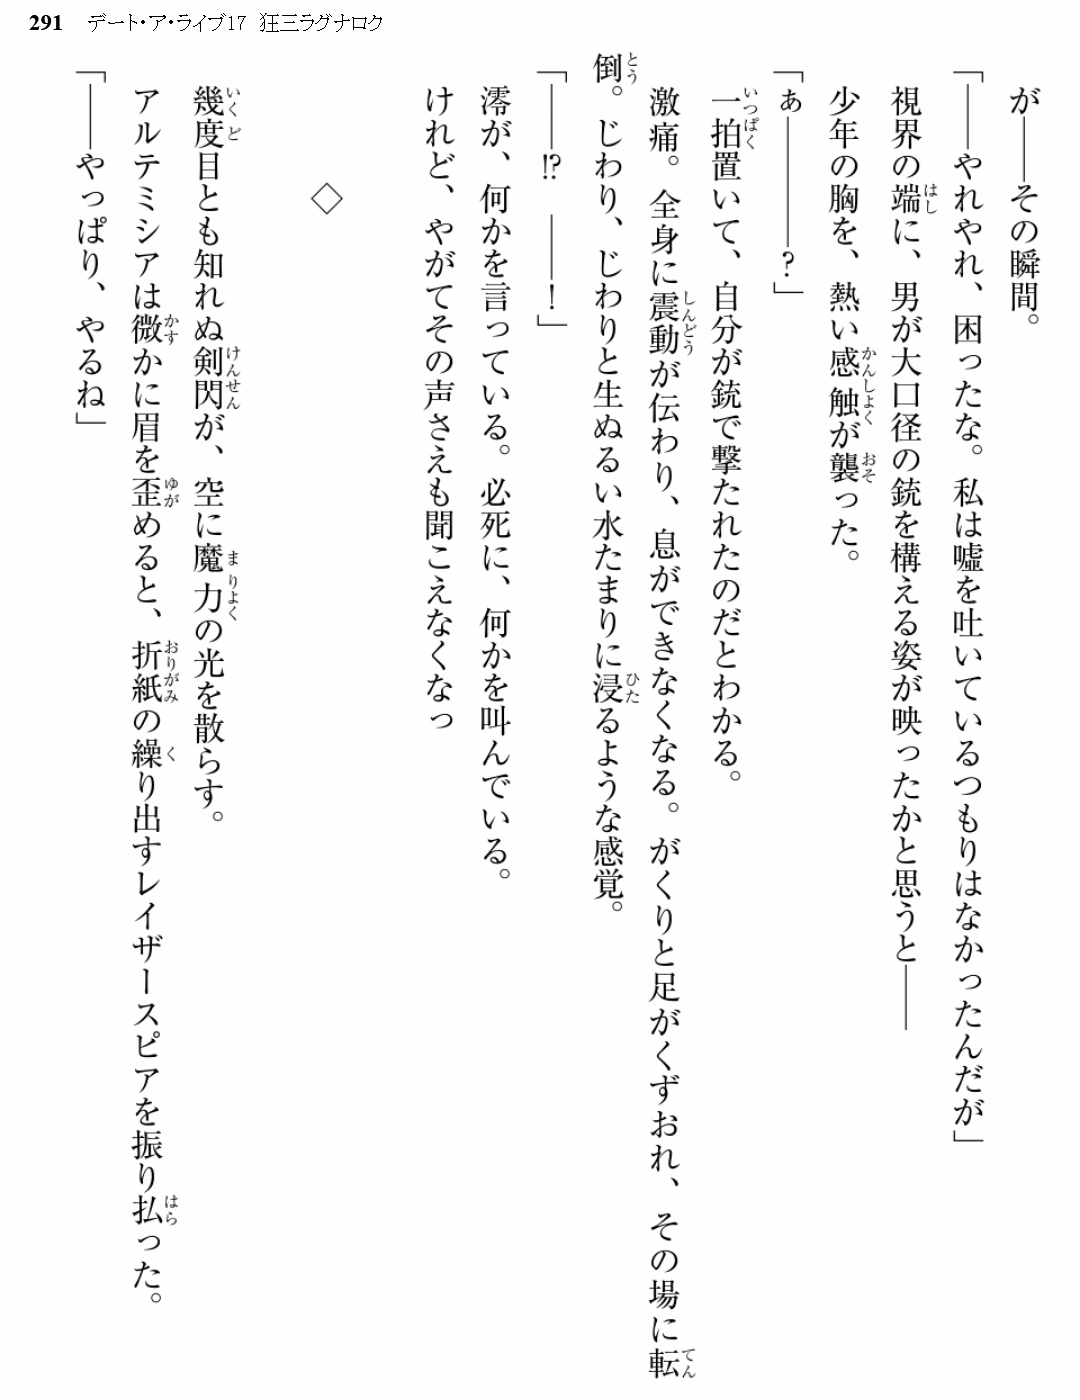 291 デート・ア・ライブ17 狂三ラグナロク
が――その瞬間。
「――やれやれ、困ったな。私は嘘を吐いているつもりはなかったんだが」
視界の端に、男が大口径の銃を構える姿が映ったかと思うと――
少年の胸を、熱い感触が襲った。
「ぁ――――?」
一拍置いて、自分が銃で撃たれたのだとわかる。
激痛。全身に震動が伝わり、息ができなくなる。がくりと足がくずおれ、その場に転
倒。じわり、じわりと生ぬるい水たまりに浸るような感覚。
「――!? ――!」
澪が、何かを言っている。必死に、何かを叫んでいる。
けれど、やがてその声さえも聞こえなくなっ
◇
幾度目とも知れぬ剣閃が、空に魔力の光を散らす。
アルテミシアは微かに眉を歪めると、折紙の繰り出すレイザースピアを振り払った。
「――やっぱり、やるね」